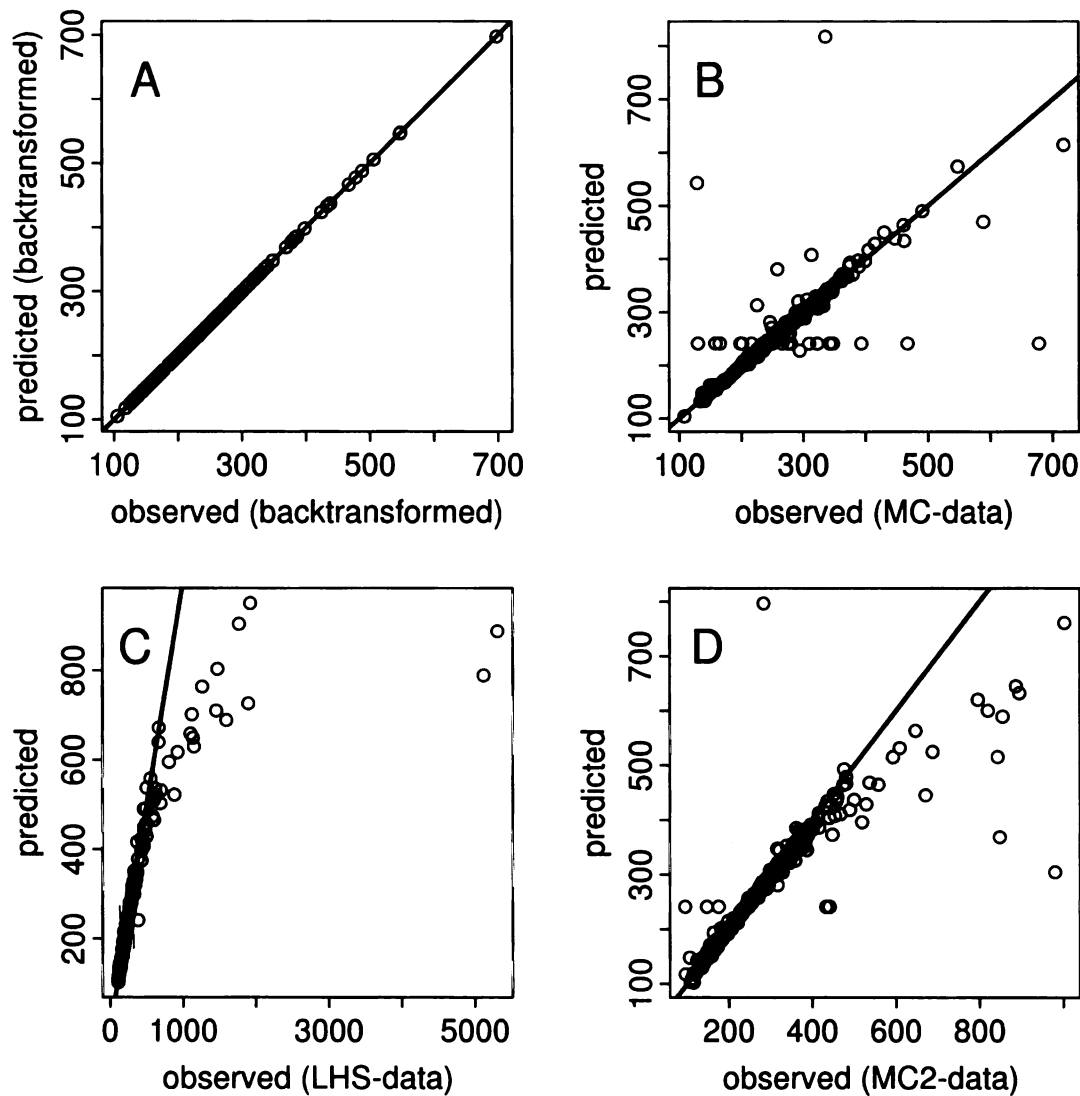 A
predicted (backtransformed)
700
500
300
100
100 300 500 700
observed (backtransformed)
B
predicted
700
500
300
100
100 300 500 700
observed (MC-data)
C
predicted
800
600
400
200
0 1000 3000 5000
observed (LHS-data)
D
predicted
700
500
300
100
200 400 600 800
observed (MC2-data)